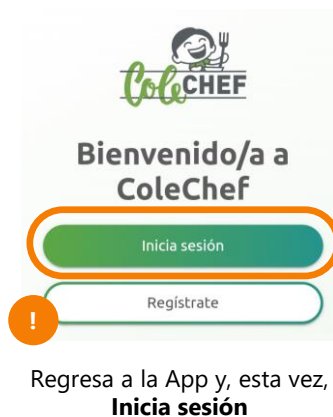 ColeCHEF
Bienvenido/a a
ColeChef
Inicia sesión
Regístrate
!
Regresa a la App y, esta vez,
Inicia sesión